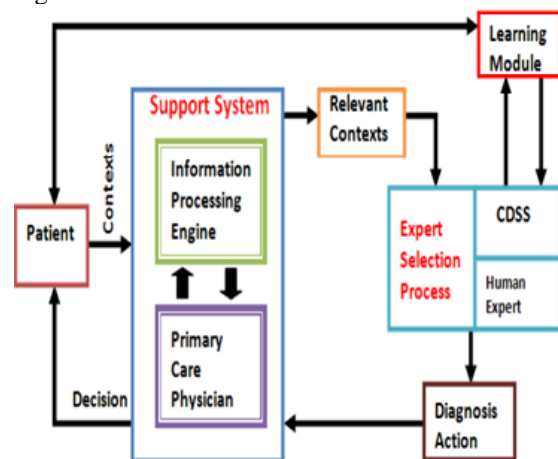 Learning
Module
Support System
Relevant
Contexts
Information
Processing
Engine
Contexts
Patient
Expert
Selection
Process
CDSS
Human
Expert
Primary
Care
Physician
Decision
Diagnosis
Action